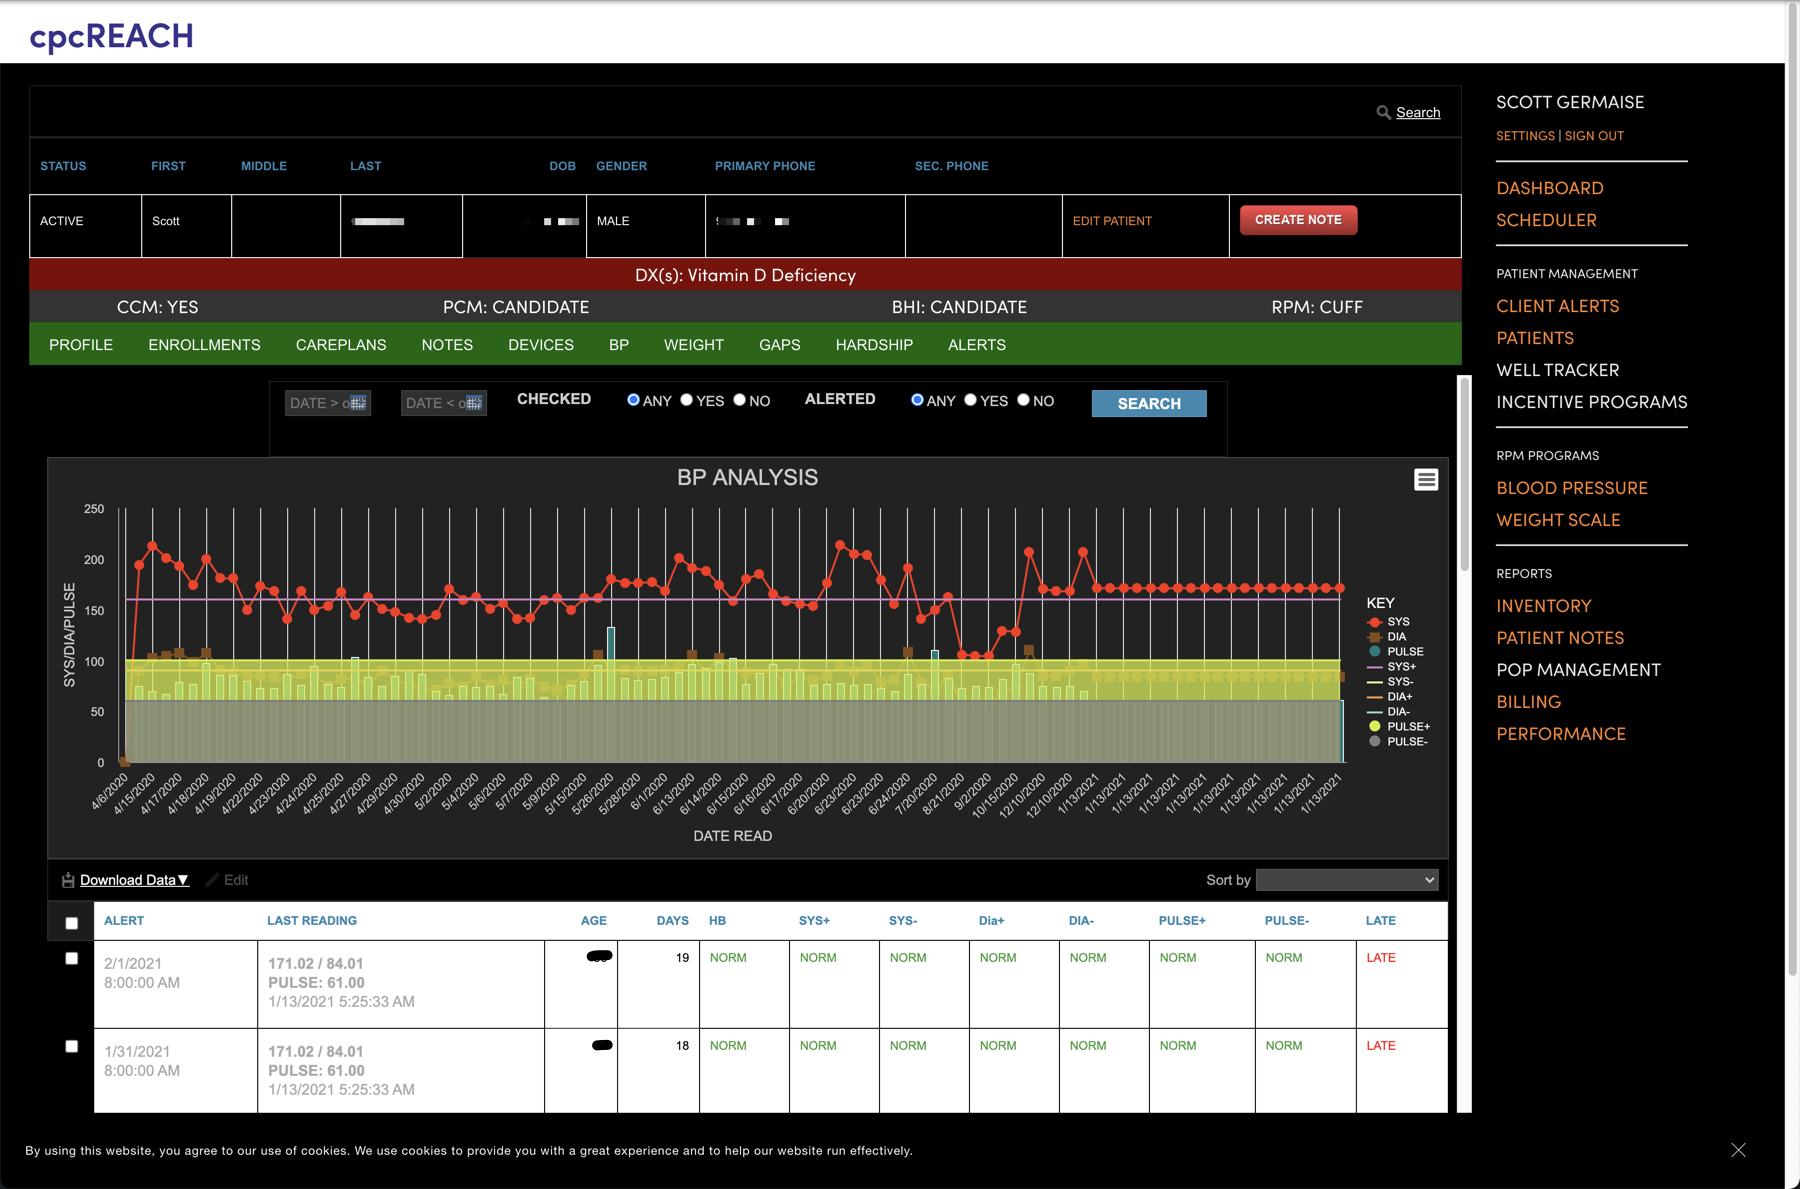 cpcREACH
Search
STATUS FIRST MIDDLE LAST DOB GENDER PRIMARY PHONE SEC. PHONE
ACTIVE Scott MALE EDIT PATIENT CREATE NOTE
DX(s): Vitamin D Deficiency
CCM: YES PCM: CANDIDATE BHI: CANDIDATE RPM: CUFF
PROFILE ENROLLMENTS CAREPLANS NOTES DEVICES BP WEIGHT GAPS HARDSHIP ALERTS
DATE > DATE < CHECKED ANY YES NO ALERTED ANY YES NO SEARCH
BP ANALYSIS
SYS/DIA/PULSE
250
200
150
100
50
0
4/6/2020 4/15/2020 4/17/2020 4/18/2020 4/19/2020 4/22/2020 4/23/2020 4/24/2020 4/25/2020 4/27/2020 4/29/2020 4/30/2020 5/2/2020 5/4/2020 5/6/2020 5/7/2020 5/9/2020 5/15/2020 5/26/2020 5/28/2020 6/1/2020 6/13/2020 6/14/2020 6/15/2020 6/16/2020 6/17/2020 6/20/2020 6/23/2020 6/23/2020 6/24/2020 7/20/2020 8/21/2020 9/2/2020 10/15/2020 12/10/2020 12/10/2020 1/13/2021 1/13/2021 1/13/2021 1/13/2021 1/13/2021 1/13/2021 1/13/2021 1/13/2021 1/13/2021 1/13/2021
DATE READ
KEY
SYS
DIA
PULSE
SYS+
SYS-
DIA+
DIA-
PULSE+
PULSE-
Download Data▼ Edit Sort by
ALERT LAST READING AGE DAYS HB SYS+ SYS- Dia+ DIA- PULSE+ PULSE- LATE
2/1/2021
8:00:00 AM
171.02 / 84.01
PULSE: 61.00
1/13/2021 5:25:33 AM
19 NORM NORM NORM NORM NORM NORM NORM LATE
1/31/2021
8:00:00 AM
171.02 / 84.01
PULSE: 61.00
1/13/2021 5:25:33 AM
18 NORM NORM NORM NORM NORM NORM NORM LATE
SCOTT GERMAISE
SETTINGS | SIGN OUT
DASHBOARD
SCHEDULER
PATIENT MANAGEMENT
CLIENT ALERTS
PATIENTS
WELL TRACKER
INCENTIVE PROGRAMS
RPM PROGRAMS
BLOOD PRESSURE
WEIGHT SCALE
REPORTS
INVENTORY
PATIENT NOTES
POP MANAGEMENT
BILLING
PERFORMANCE
By using this website, you agree to our use of cookies. We use cookies to provide you with a great experience and to help our website run effectively.